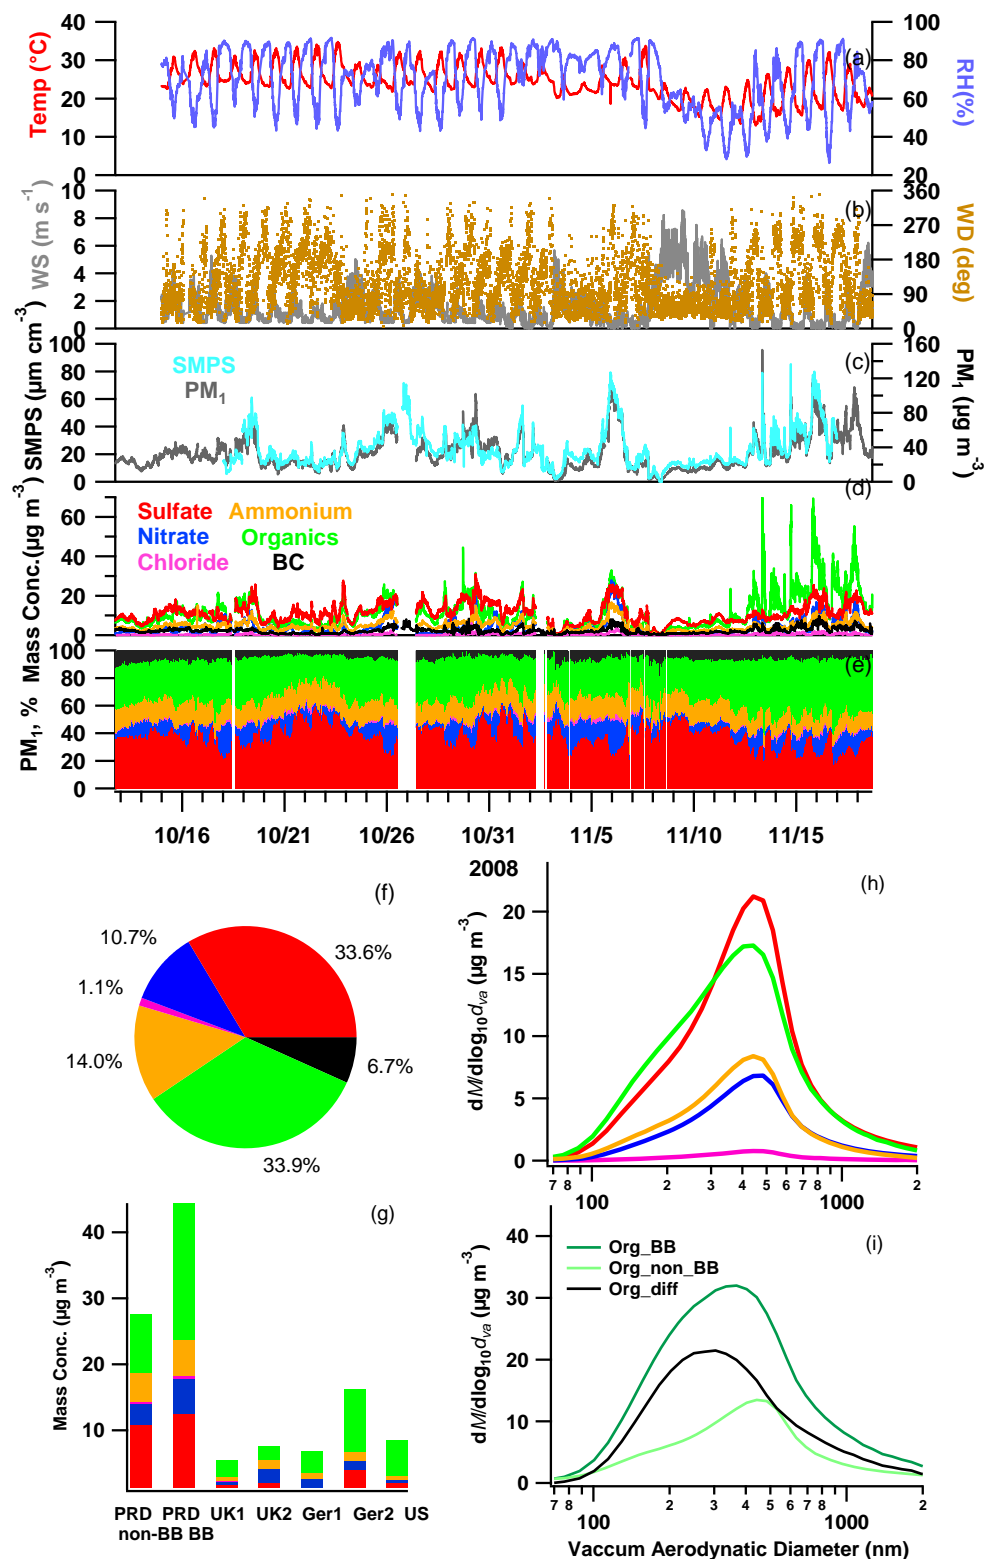 40
30
20
10
0
Temp (°C)
100
80
60
40
20
RH(%)
(a)
10
8
6
4
2
0
WS (m s-1)
360
270
180
90
0
WD (deg)
(b)
100
80
60
40
20
0
SMPS (µm cm-3)
SMPS
PM1
160
120
80
40
0
PM1 (µg m-3)
(c)
60
40
20
0
Mass Conc.(µg m-3)
Sulfate Ammonium
Nitrate Organics
Chloride BC
(d)
100
80
60
40
20
0
PM1, %
(e)
10/16 10/21 10/26 10/31 11/5 11/10 11/15
2008
(f)
10.7%
33.6%
1.1%
14.0%
6.7%
33.9%
(h)
20
15
10
5
0
dM/dlog10dva (µg m-3)
7 8 100 2 3 4 5 6 7 8 1000 2
(g)
40
30
20
10
Mass Conc. (µg m-3)
PRD PRD UK1 UK2 Ger1 Ger2 US
non-BB BB
(i)
40
30
20
10
0
dM/dlog10dva (µg m-3)
Org_BB
Org_non_BB
Org_diff
7 8 100 2 3 4 5 6 7 8 1000 2
Vaccum Aerodynatic Diameter (nm)